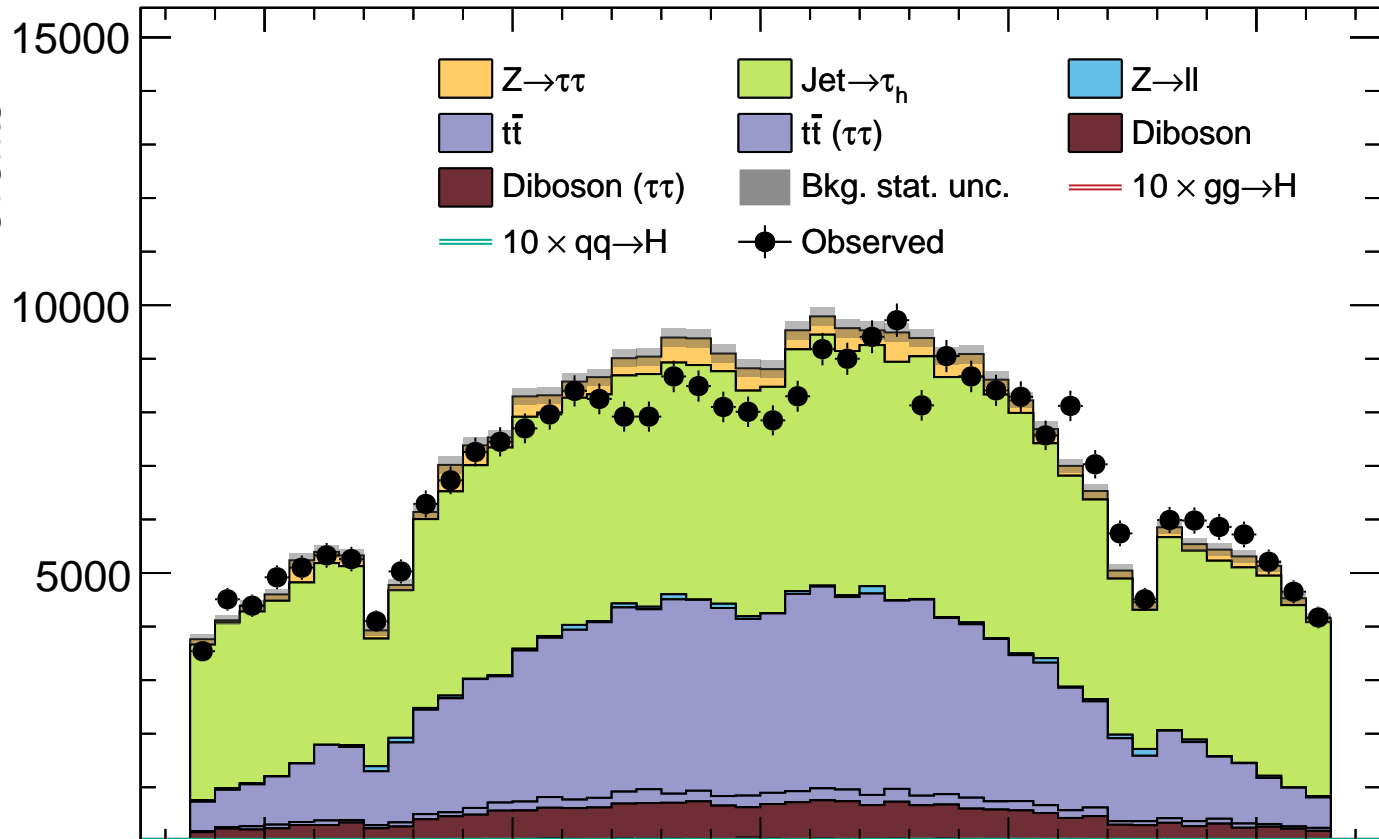 15000
Z→ττ Jet→τh Z→ll
tt̄ tt̄ (ττ) Diboson
Diboson (ττ) Bkg. stat. unc. 10 × gg→H
10 × qq→H Observed
10000
5000